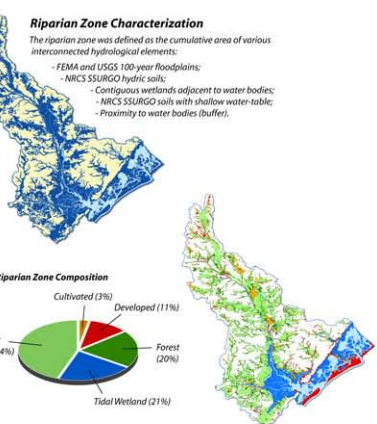 Riparian Zone Characterization
The riparian zone was defined as the cumulative area of various
interconnected hydrological elements:
- FEMA and USGS 100-year floodplains;
- NRCS SSURGO hydric soils;
- Contiguous wetlands adjacent to water bodies;
- NRCS SSURGO soils with shallow water-table;
- Proximity to water bodies (buffer).
Riparian Zone Composition
Cultivated (3%)
Developed (11%)
Forest
(20%)
4%)
Tidal Wetland (21%)